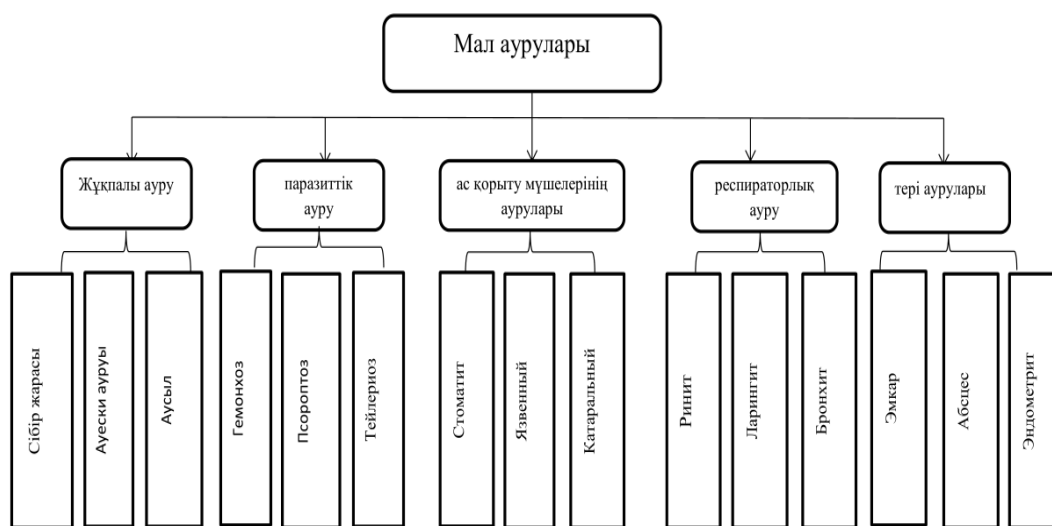 Мал аурулары
Жұқпалы ауру
паразиттік
ауру
ас қорыту мүшелерінің
аурулары
респираторлық
ауру
тері аурулары
Сібір жарасы
Ауески ауруы
Аусыл
Гемонхоз
Псороптоз
Тейлериоз
Стоматит
Язвенный
Катаральный
Ринит
Ларингит
Бронхит
Эмкар
Абсцес
Эндометрит